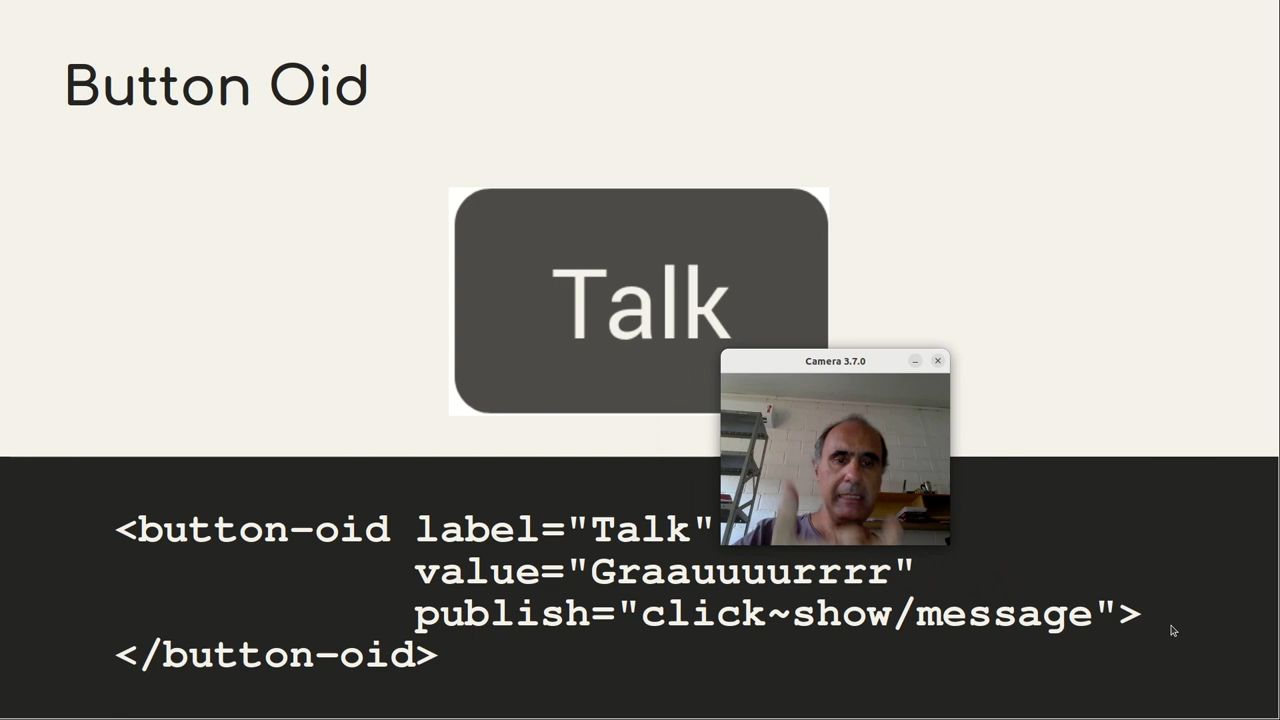 Button Oid
Talk
Camera 3.7.0
<button-oid label="Talk"
value="Graauuuurrrr"
publish="click~show/message">
</button-oid>